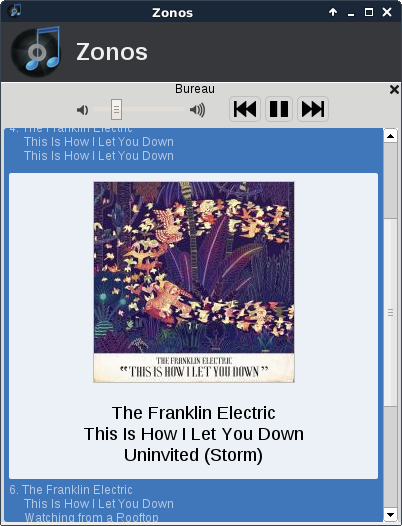 Zonos
Zonos
Bureau
4. The Franklin Electric
This Is How I Let You Down
This Is How I Let You Down
THE FRANKLIN ELECTRIC
“THIS IS HOW I LET YOU DOWN”
The Franklin Electric
This Is How I Let You Down
Uninvited (Storm)
6. The Franklin Electric
This Is How I Let You Down
Watching from a Rooftop